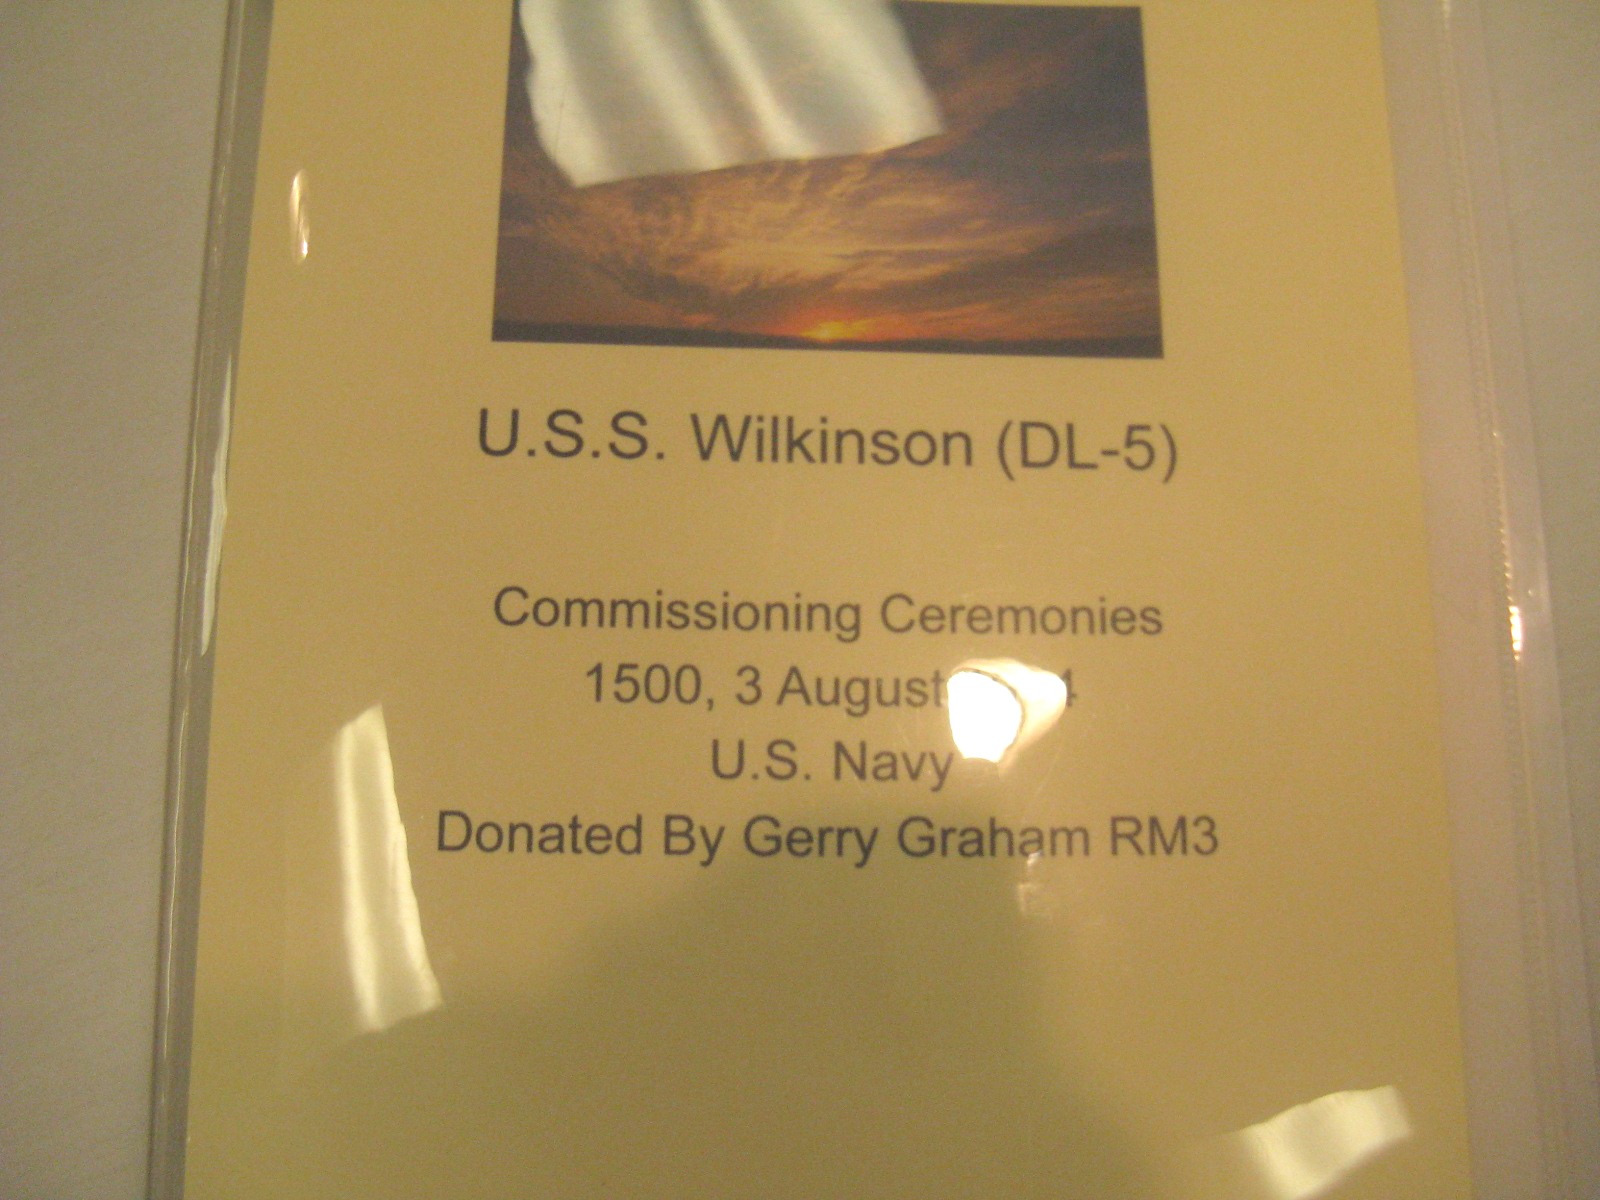 U.S.S. Wilkinson (DL-5)
Commissioning Ceremonies
1500, 3 August
U.S. Navy
Donated By Gerry Graham RM3